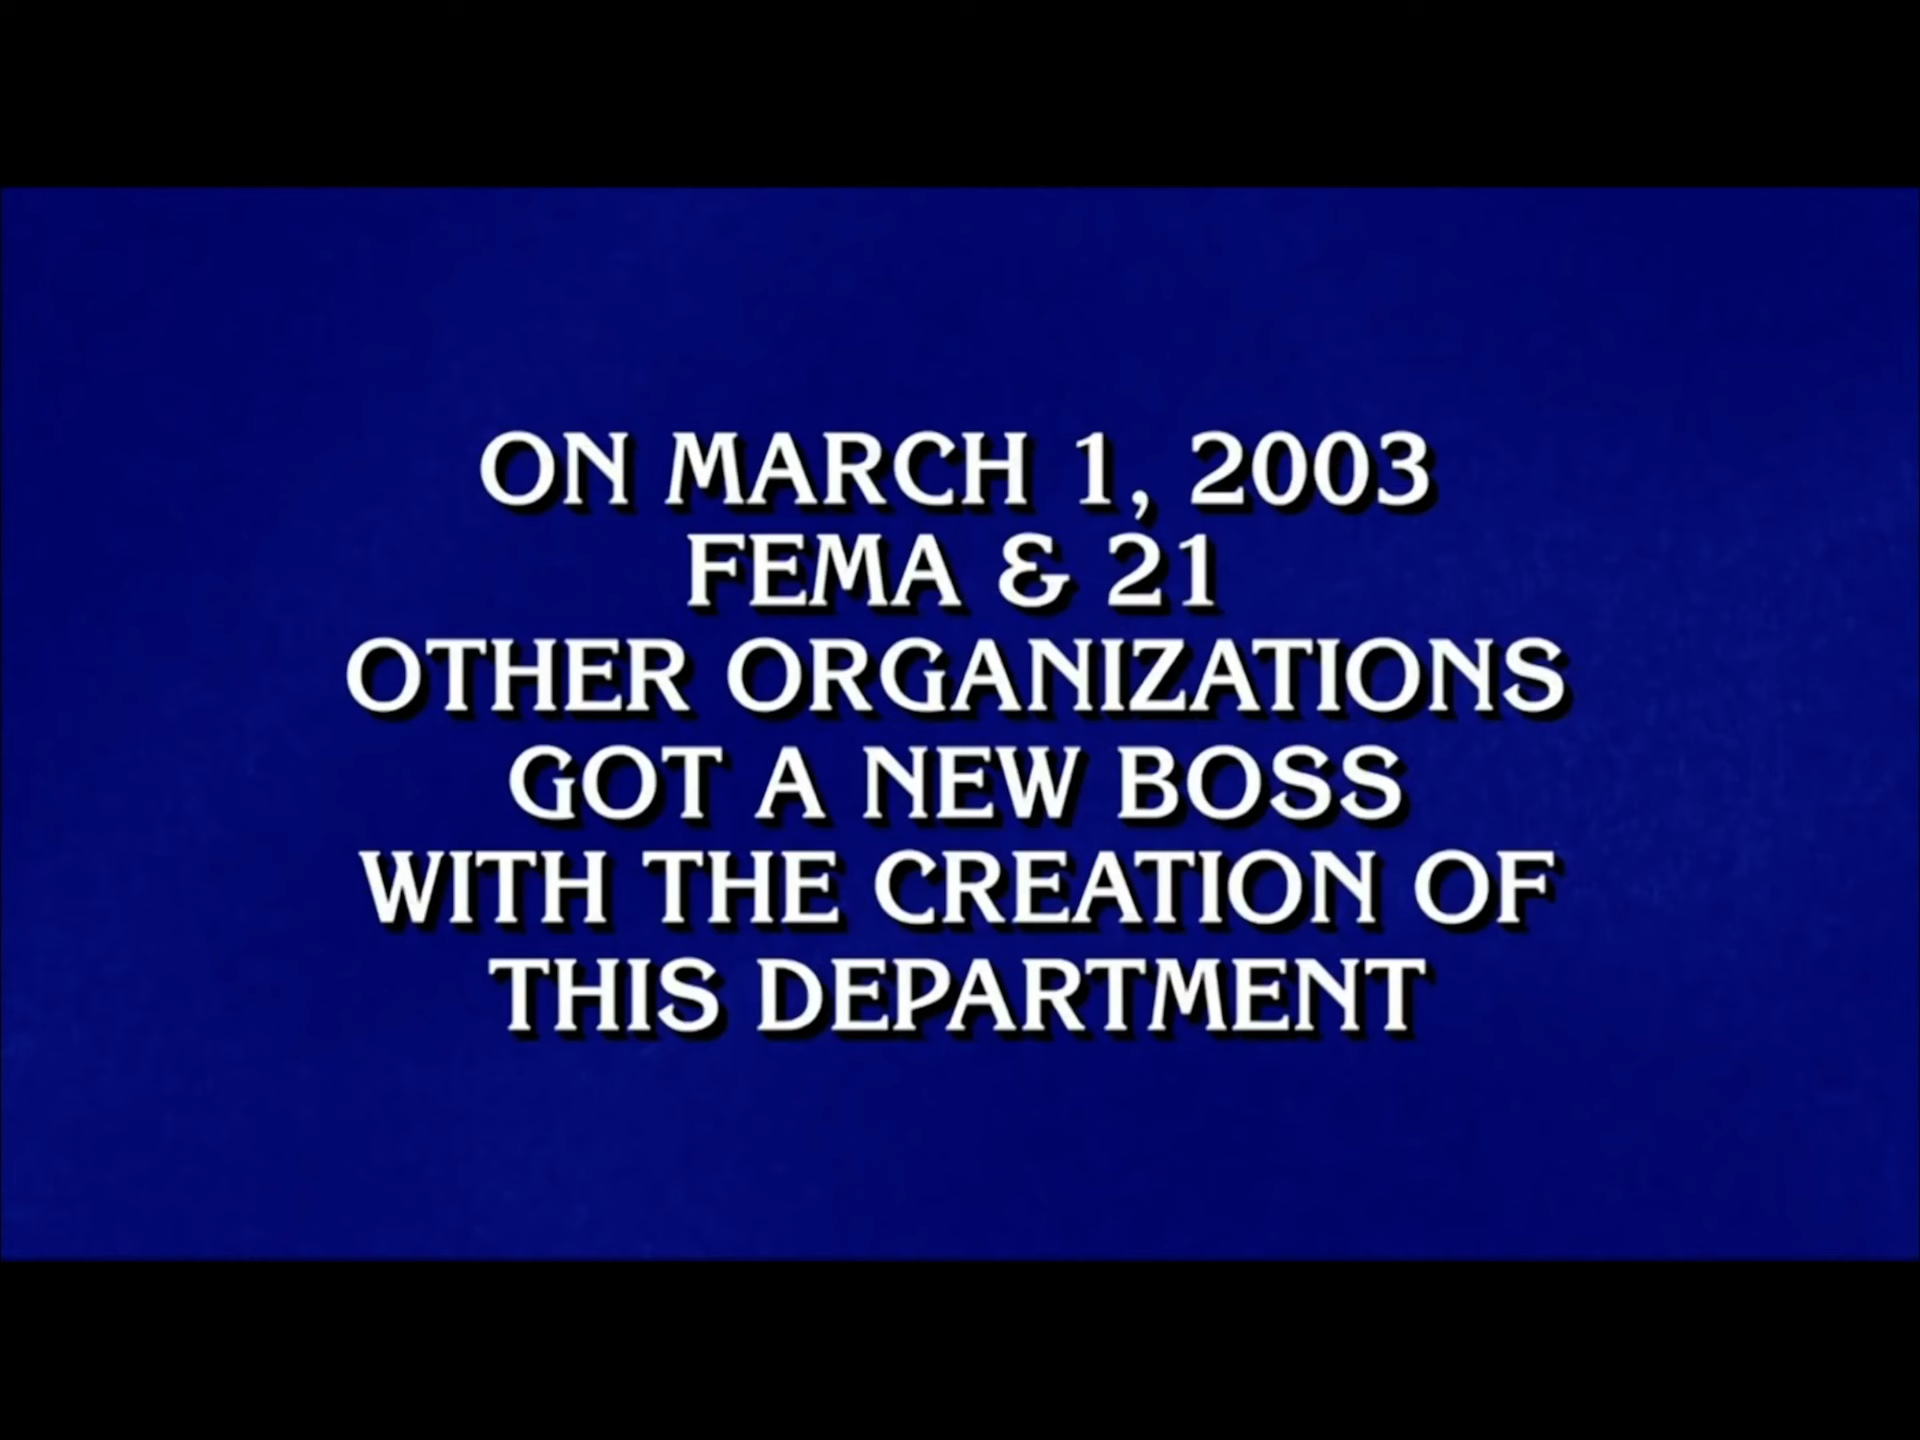 ON MARCH 1, 2003
FEMA & 21
OTHER ORGANIZATIONS
GOT A NEW BOSS
WITH THE CREATION OF
THIS DEPARTMENT